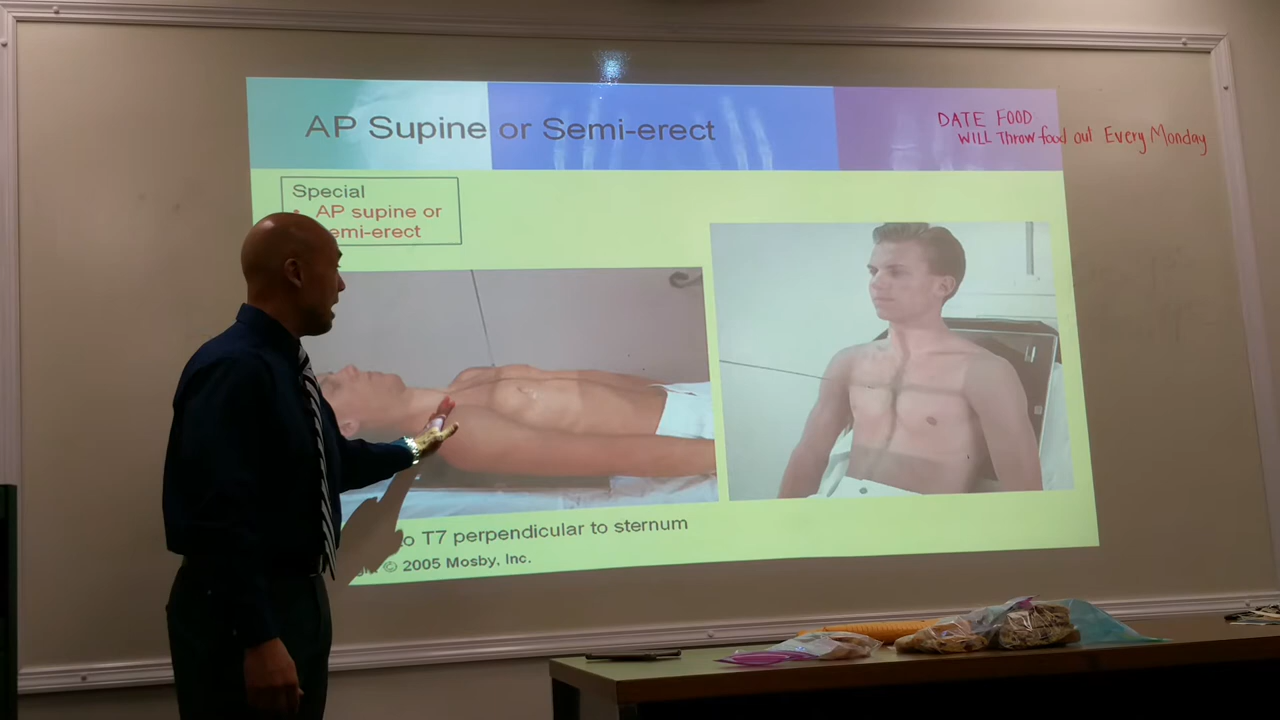 AP Supine or Semi-erect
DATE FOOD
WILL Throw food out Every Monday
Special
• AP supine or
emi-erect
to T7 perpendicular to sternum
© 2005 Mosby, Inc.